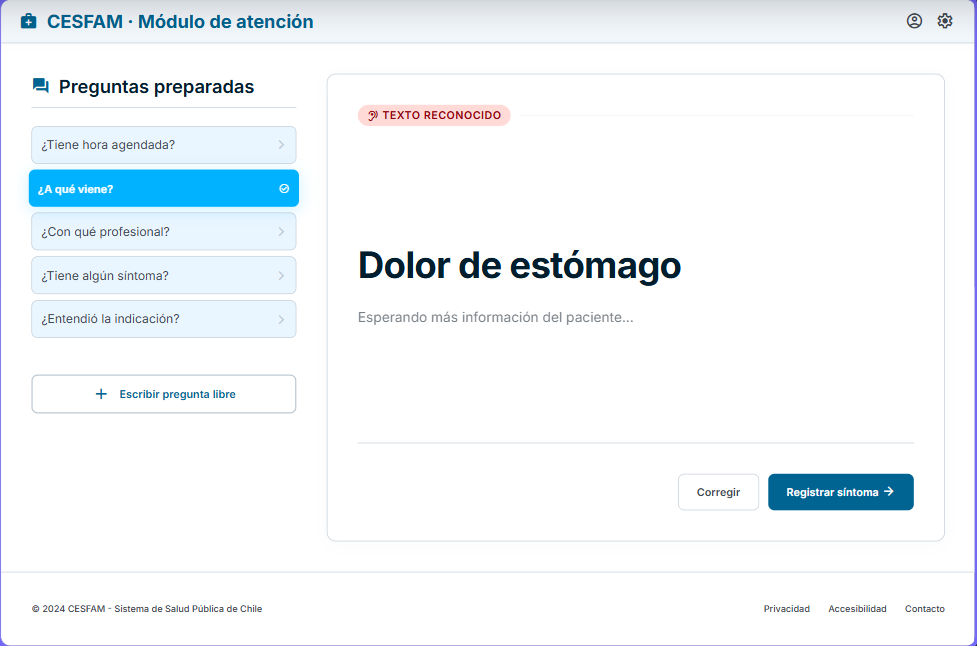 CESFAM · Módulo de atención
Preguntas preparadas
¿Tiene hora agendada?
¿A qué viene?
¿Con qué profesional?
¿Tiene algún síntoma?
¿Entendió la indicación?
Escribir pregunta libre
TEXTO RECONOCIDO
Dolor de estómago
Esperando más información del paciente...
Corregir
Registrar síntoma →
© 2024 CESFAM - Sistema de Salud Pública de Chile
Privacidad Accesibilidad Contacto